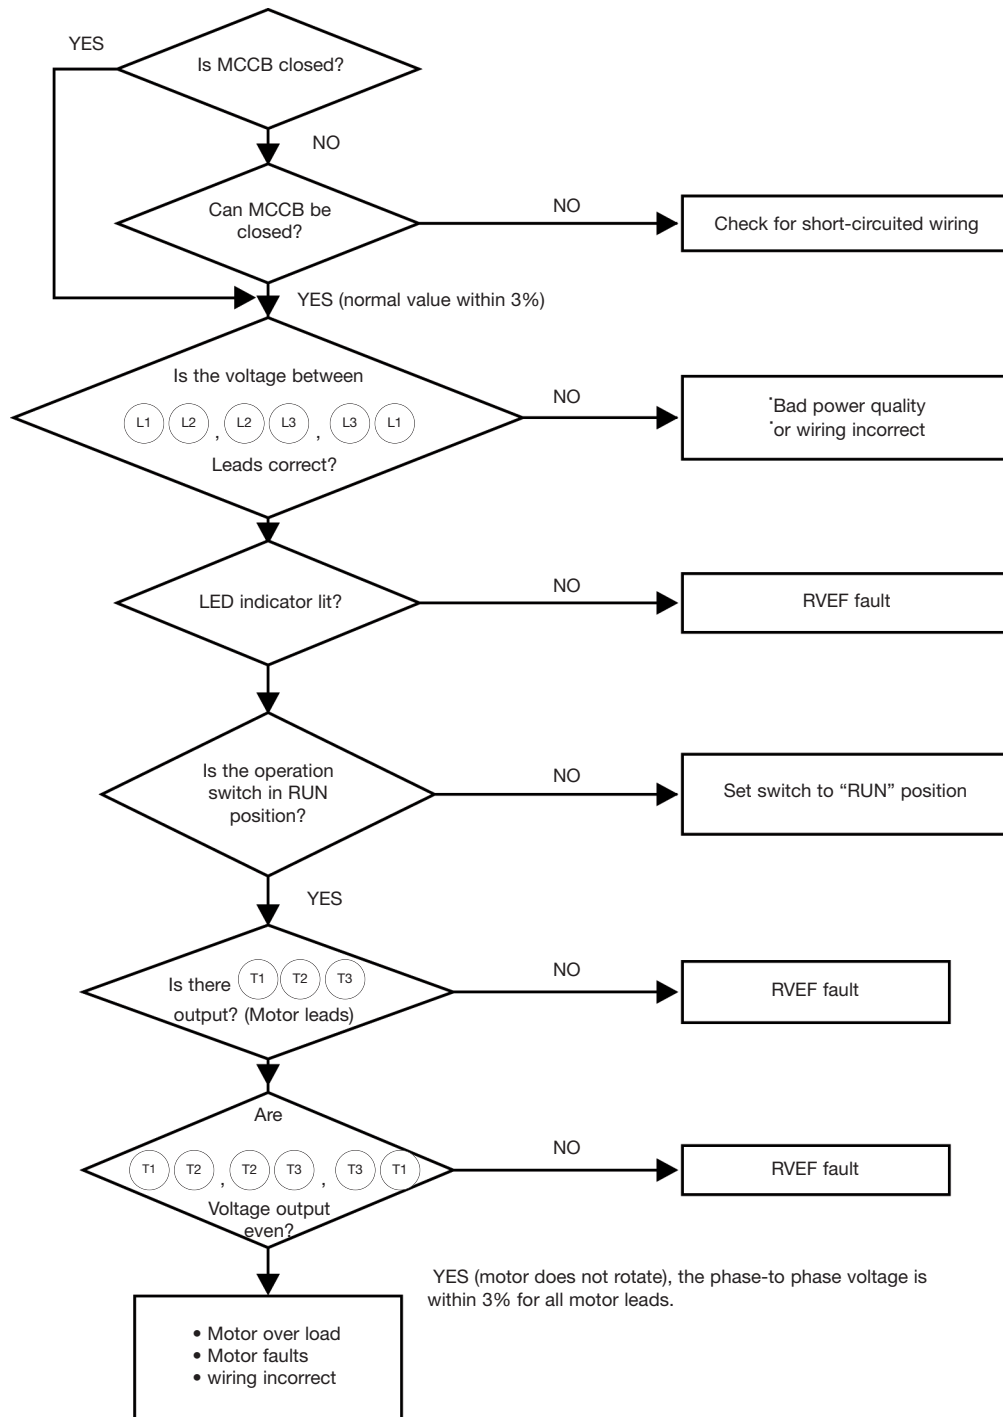 YES
Is MCCB closed?
NO
Can MCCB be
closed?
NO
Check for short-circuited wiring
YES (normal value within 3%)
Is the voltage between
L1 L2 , L2 L3 , L3 L1
Leads correct?
NO
•Bad power quality
•or wiring incorrect
LED indicator lit?
NO
RVEF fault
Is the operation
switch in RUN
position?
NO
Set switch to “RUN” position
YES
Is there T1 T2 T3
output? (Motor leads)
NO
RVEF fault
Are
T1 T2 , T2 T3 , T3 T1
Voltage output
even?
NO
RVEF fault
YES (motor does not rotate), the phase-to phase voltage is
within 3% for all motor leads.
• Motor over load
• Motor faults
• wiring incorrect